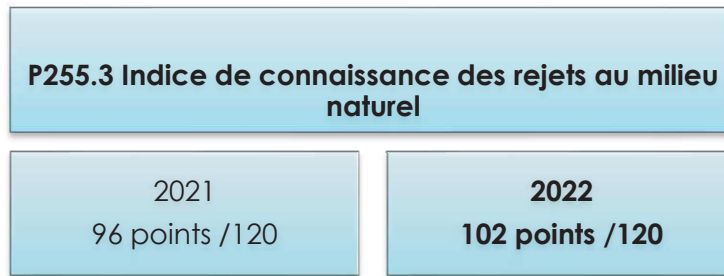 P255.3 Indice de connaissance des rejets au milieu
naturel
2021
96 points /120
2022
102 points /120